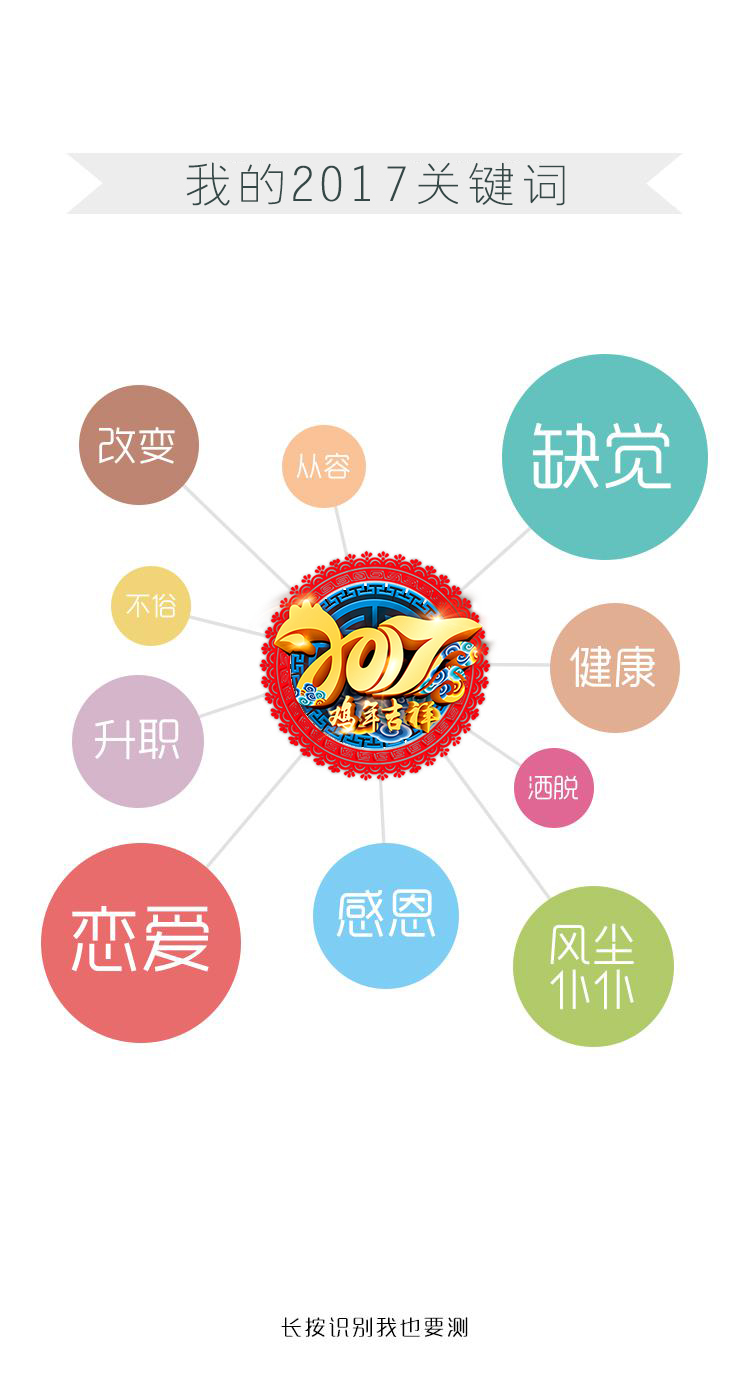 我的2017关键词
改变
从容
缺觉
不俗
2017
鸡年吉祥
健康
升职
洒脱
恋爱
感恩
风尘
仆仆
长按识别我也要测